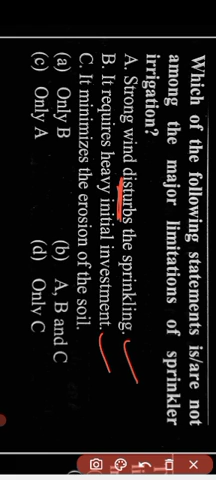 Which of the following statements is/are not
among the major limitations of sprinkler
irrigation?
A. Strong wind disturbs the sprinkling.
B. It requires heavy initial investment.
C. It minimizes the erosion of the soil.
(a) Only B (b) A, B and C
(c) Only A (d) Only C